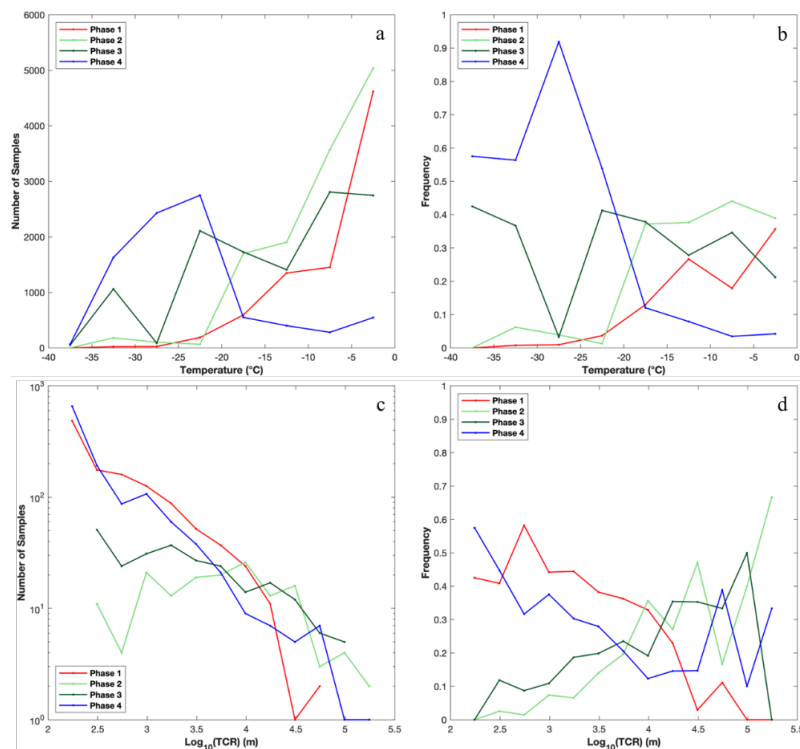 a
Phase 1
Phase 2
Phase 3
Phase 4
6000
5000
4000
3000
2000
1000
0
Number of Samples
-40 -35 -30 -25 -20 -15 -10 -5 0
Temperature (°C)
b
Phase 1
Phase 2
Phase 3
Phase 4
1
0.9
0.8
0.7
0.6
0.5
0.4
0.3
0.2
0.1
0
Frequency
-40 -35 -30 -25 -20 -15 -10 -5 0
Temperature (°C)
c
10³
10²
10¹
10⁰
Number of Samples
Phase 1
Phase 2
Phase 3
Phase 4
2 2.5 3 3.5 4 4.5 5 5.5
Log₁₀(TCR) (m)
d
Phase 1
Phase 2
Phase 3
Phase 4
1
0.9
0.8
0.7
0.6
0.5
0.4
0.3
0.2
0.1
0
Frequency
2 2.5 3 3.5 4 4.5 5 5.5
Log₁₀(TCR) (m)